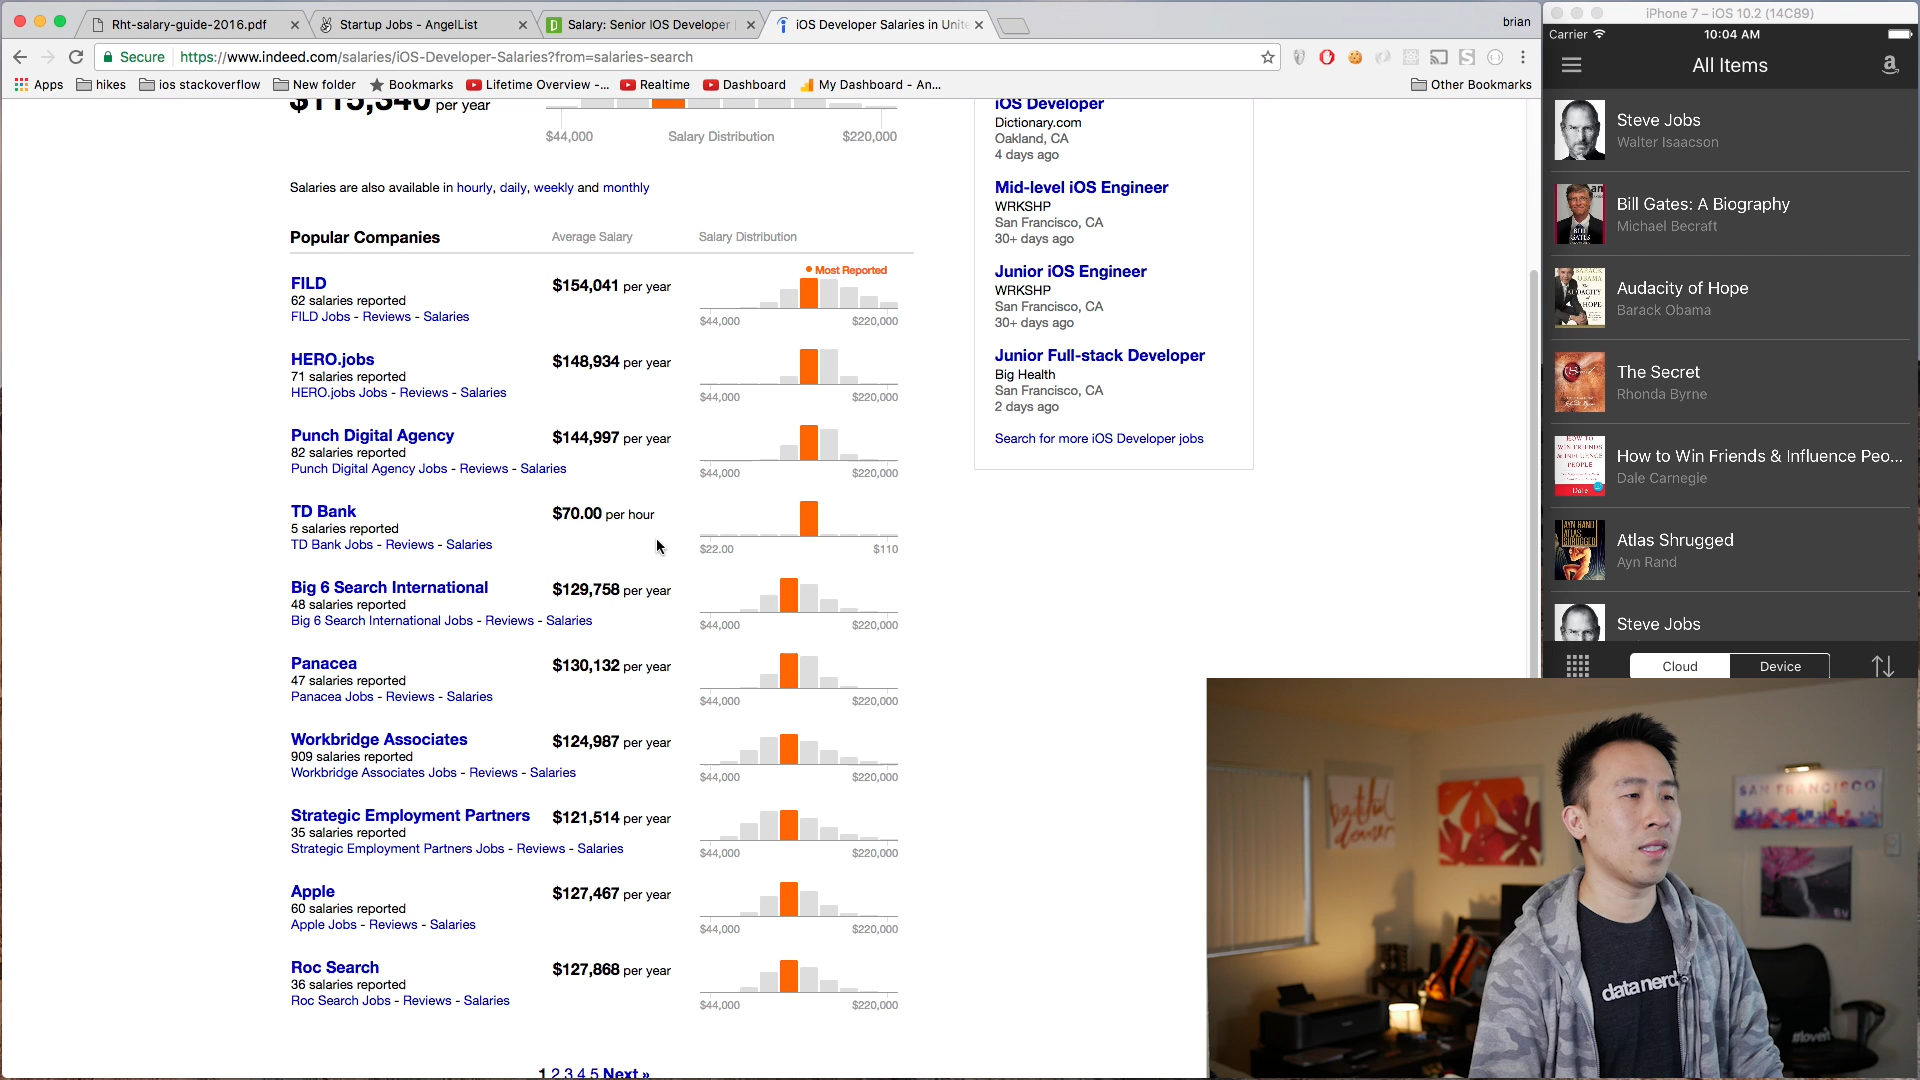 Rht-salary-guide-2016.pdf
Startup Jobs - AngelList
Salary: Senior IOS Developer
iOS Developer Salaries in Unite
brian
Secure
https://www.indeed.com/salaries/iOS-Developer-Salaries?from=salaries-search
Apps
hikes
ios stackoverflow
New folder
Bookmarks
Lifetime Overview -...
Realtime
Dashboard
My Dashboard - An...
Other Bookmarks
$115,340 per year
$44,000
Salary Distribution
$220,000
Salaries are also available in hourly, daily, weekly and monthly
Popular Companies
Average Salary
Salary Distribution
Most Reported
FILD
62 salaries reported
FILD Jobs - Reviews - Salaries
$154,041 per year
$44,000
$220,000
HERO.jobs
71 salaries reported
HERO.jobs Jobs - Reviews - Salaries
$148,934 per year
$44,000
$220,000
Punch Digital Agency
82 salaries reported
Punch Digital Agency Jobs - Reviews - Salaries
$144,997 per year
$44,000
$220,000
TD Bank
5 salaries reported
TD Bank Jobs - Reviews - Salaries
$70.00 per hour
$22.00
$110
Big 6 Search International
48 salaries reported
Big 6 Search International Jobs - Reviews - Salaries
$129,758 per year
$44,000
$220,000
Panacea
47 salaries reported
Panacea Jobs - Reviews - Salaries
$130,132 per year
$44,000
$220,000
Workbridge Associates
909 salaries reported
Workbridge Associates Jobs - Reviews - Salaries
$124,987 per year
$44,000
$220,000
Strategic Employment Partners
35 salaries reported
Strategic Employment Partners Jobs - Reviews - Salaries
$121,514 per year
$44,000
$220,000
Apple
60 salaries reported
Apple Jobs - Reviews - Salaries
$127,467 per year
$44,000
$220,000
Roc Search
36 salaries reported
Roc Search Jobs - Reviews - Salaries
$127,868 per year
$44,000
$220,000
1 2 3 4 5 Next »
iOS Developer
Dictionary.com
Oakland, CA
4 days ago
Mid-level iOS Engineer
WRKSHP
San Francisco, CA
30+ days ago
Junior iOS Engineer
WRKSHP
San Francisco, CA
30+ days ago
Junior Full-stack Developer
Big Health
San Francisco, CA
2 days ago
Search for more iOS Developer jobs
iPhone 7 – iOS 10.2 (14C89)
Carrier
10:04 AM
All Items
Steve Jobs
Walter Isaacson
Bill Gates: A Biography
Michael Becraft
Audacity of Hope
Barack Obama
The Secret
Rhonda Byrne
How to Win Friends & Influence Peo...
Dale Carnegie
Atlas Shrugged
Ayn Rand
Steve Jobs
Cloud
Device
SAN FRANCISCO
data nerd